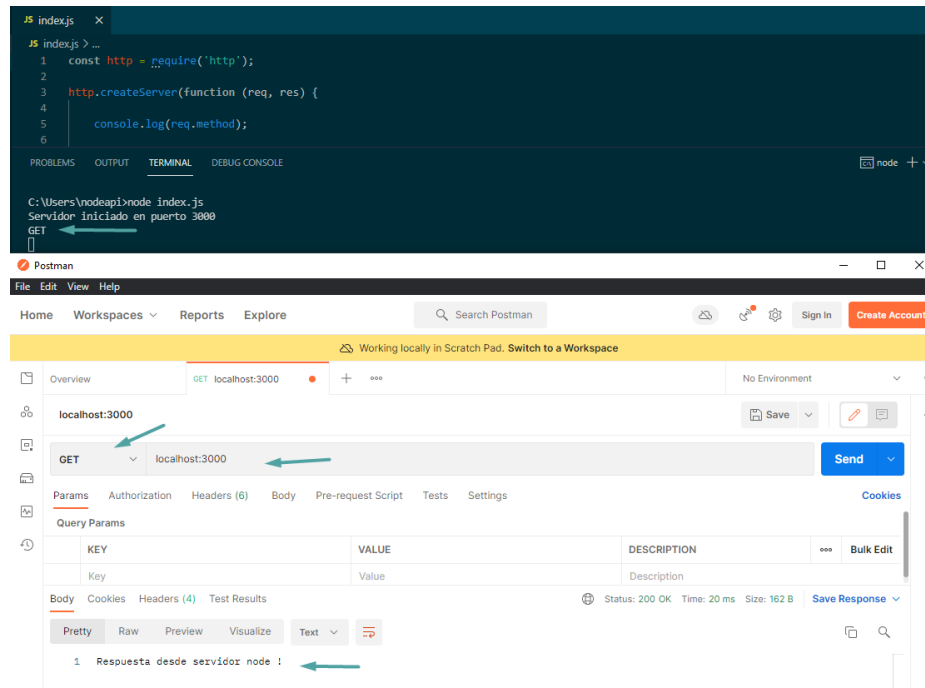 JS index.js ×
JS index.js > ...
1 const http = require('http');
2
3 http.createServer(function (req, res) {
4
5 console.log(req.method);
6
PROBLEMS OUTPUT TERMINAL DEBUG CONSOLE node
C:\Users\nodeapi>node index.js
Servidor iniciado en puerto 3000
GET
Postman
File Edit View Help
Home Workspaces Reports Explore Search Postman Sign In Create Account
Working locally in Scratch Pad. Switch to a Workspace
Overview GET localhost:3000 No Environment
localhost:3000 Save
GET localhost:3000 Send
Params Authorization Headers (6) Body Pre-request Script Tests Settings Cookies
Query Params
KEY VALUE DESCRIPTION Bulk Edit
Key Value Description
Body Cookies Headers (4) Test Results Status: 200 OK Time: 20 ms Size: 162 B Save Response
Pretty Raw Preview Visualize Text
1 Respuesta desde servidor node !